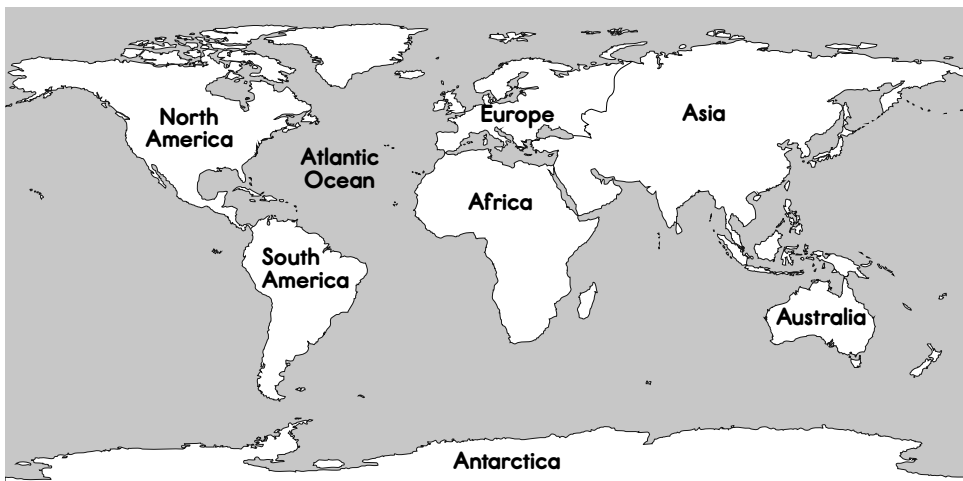 North
America
Atlantic
Ocean
Europe
Asia
Africa
South
America
Australia
Antarctica